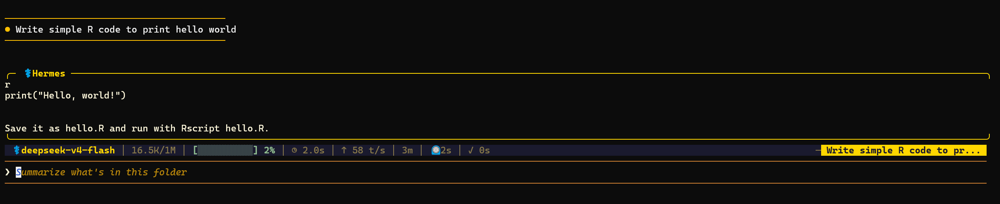 ● Write simple R code to print hello world
⚕Hermes
r
print("Hello, world!")
Save it as hello.R and run with Rscript hello.R.
⚕deepseek-v4-flash │ 16.5K/1M │ [░░░░░░░░░░] 2% │ ◷ 2.0s │ ↑ 58 t/s │ 3m │ ⏲2s │ ✓ 0s ─ Write simple R code to pr...
❯ Summarize what's in this folder